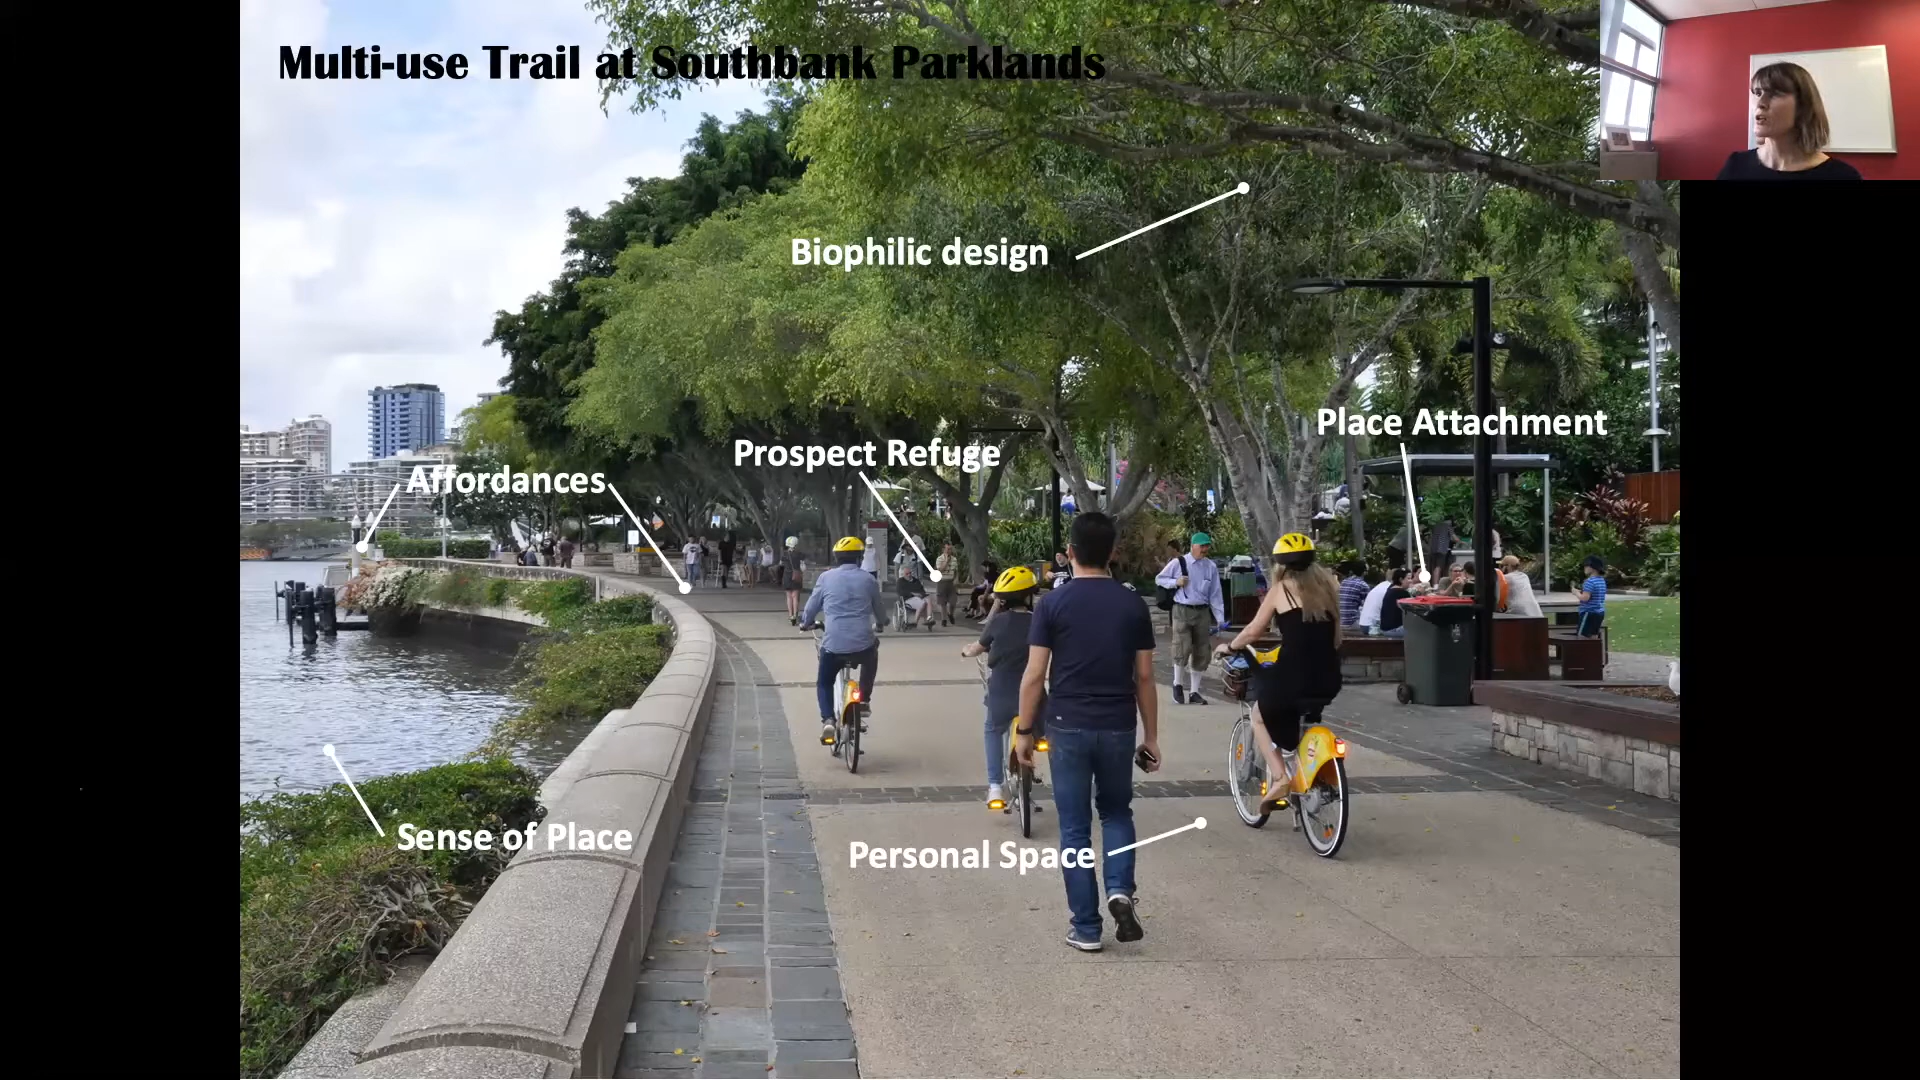 Multi-use Trail at Southbank Parklands
Biophilic design
Place Attachment
Prospect Refuge
Affordances
Sense of Place
Personal Space